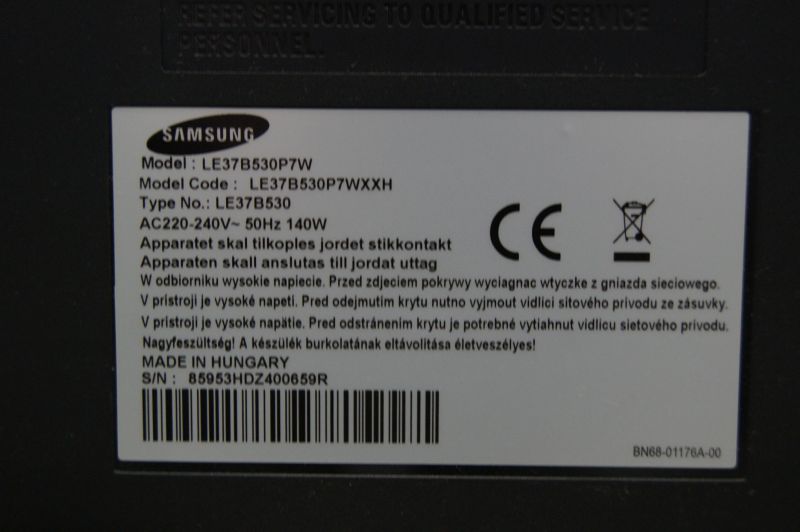 REFER SERVICING TO QUALIFIED SERVICE
PERSONNEL.
SAMSUNG
Model : LE37B530P7W
Model Code : LE37B530P7WXXH
Type No.: LE37B530
AC220-240V~ 50Hz 140W
Apparatet skal tilkoples jordet stikkontakt
Apparaten skall anslutas till jordat uttag
W odbiorniku wysokie napiecie. Przed zdjeciem pokrywy wyciagnac wtyczke z gniazda sieciowego.
V pristroji je vysoké napeti. Pred odejmutim krytu nutno vyjmout vidlici sitového privodu ze zásuvky.
V pristroji je vysoké napätie. Pred odstránenim krytu je potrebné vytiahnut vidlicu sietového privodu.
Nagyfeszültség! A készülék burkolatának eltávolitása életveszélyes!
MADE IN HUNGARY
S/N : 85953HDZ400659R
CE
BN68-01176A-00